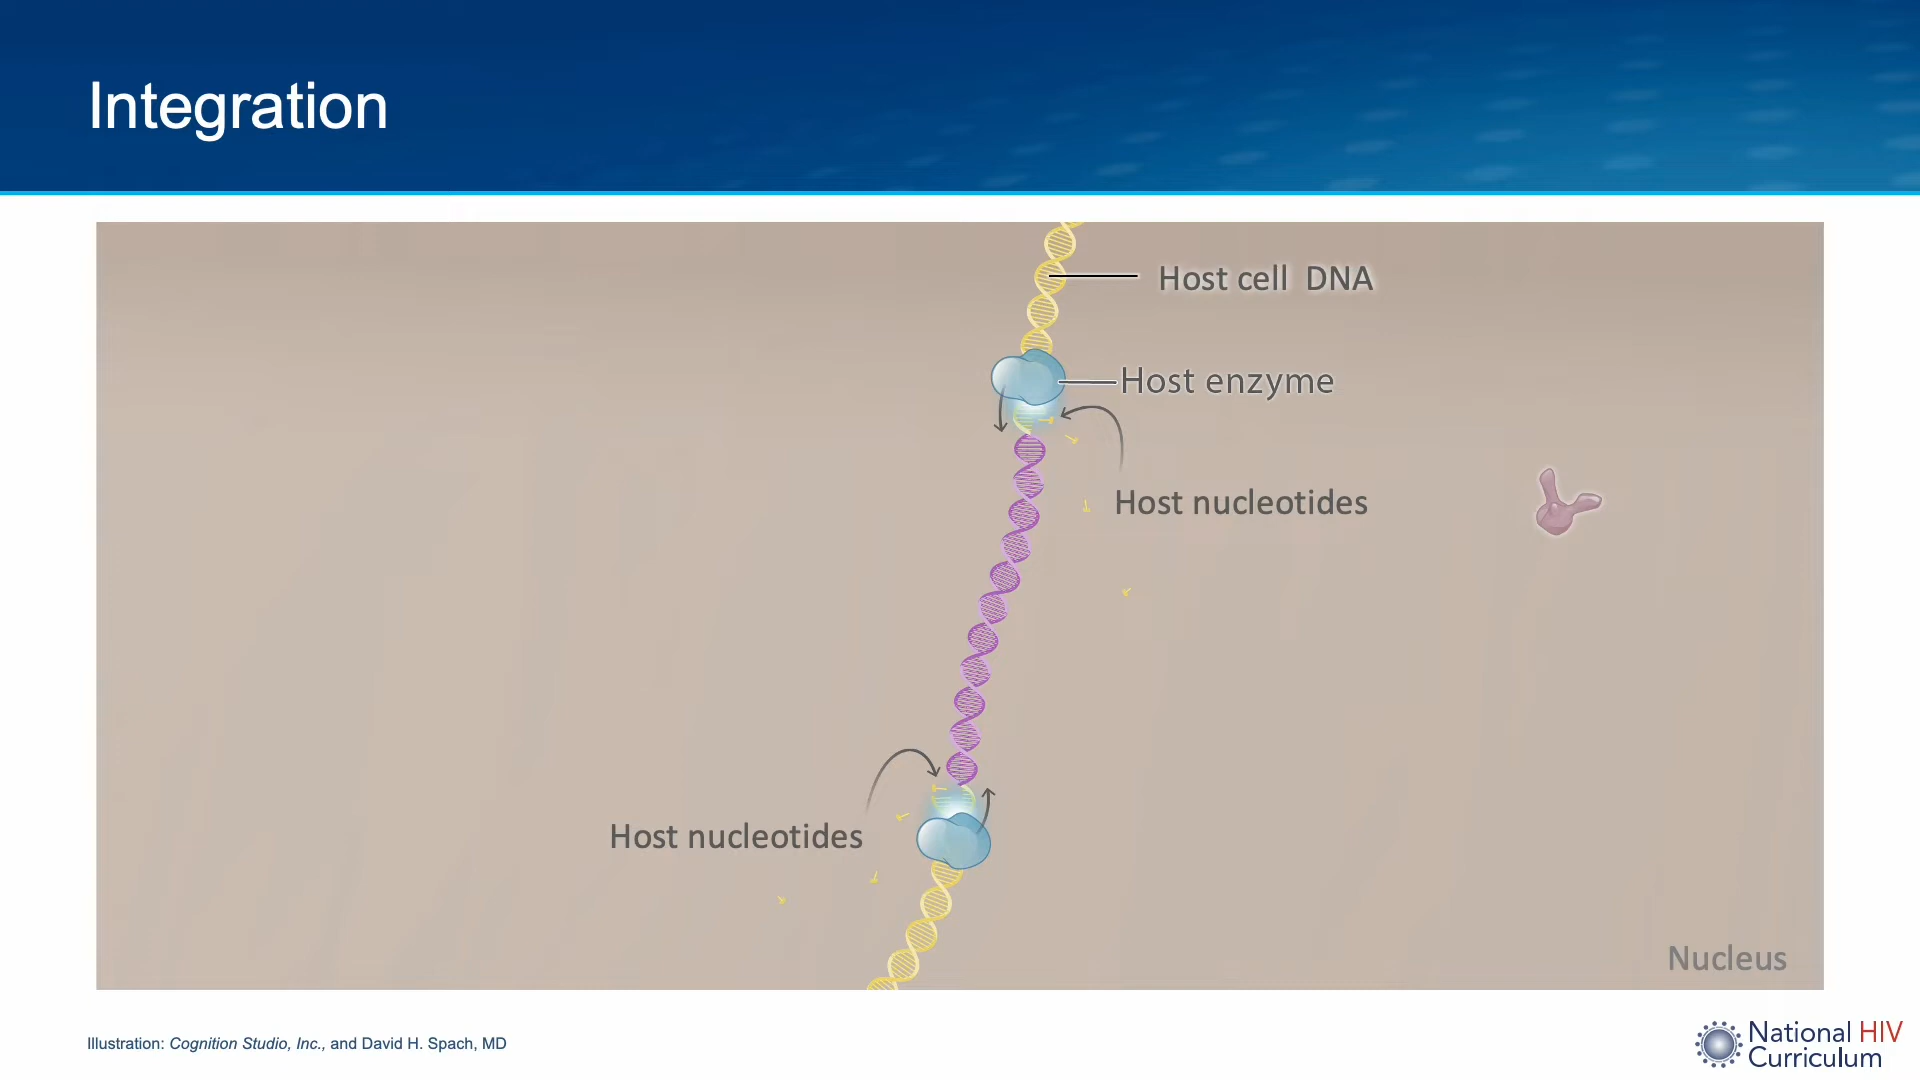 Integration
Host cell DNA
Host enzyme
Host nucleotides
Host nucleotides
Nucleus
Illustration: Cognition Studio, Inc., and David H. Spach, MD
National HIV
Curriculum